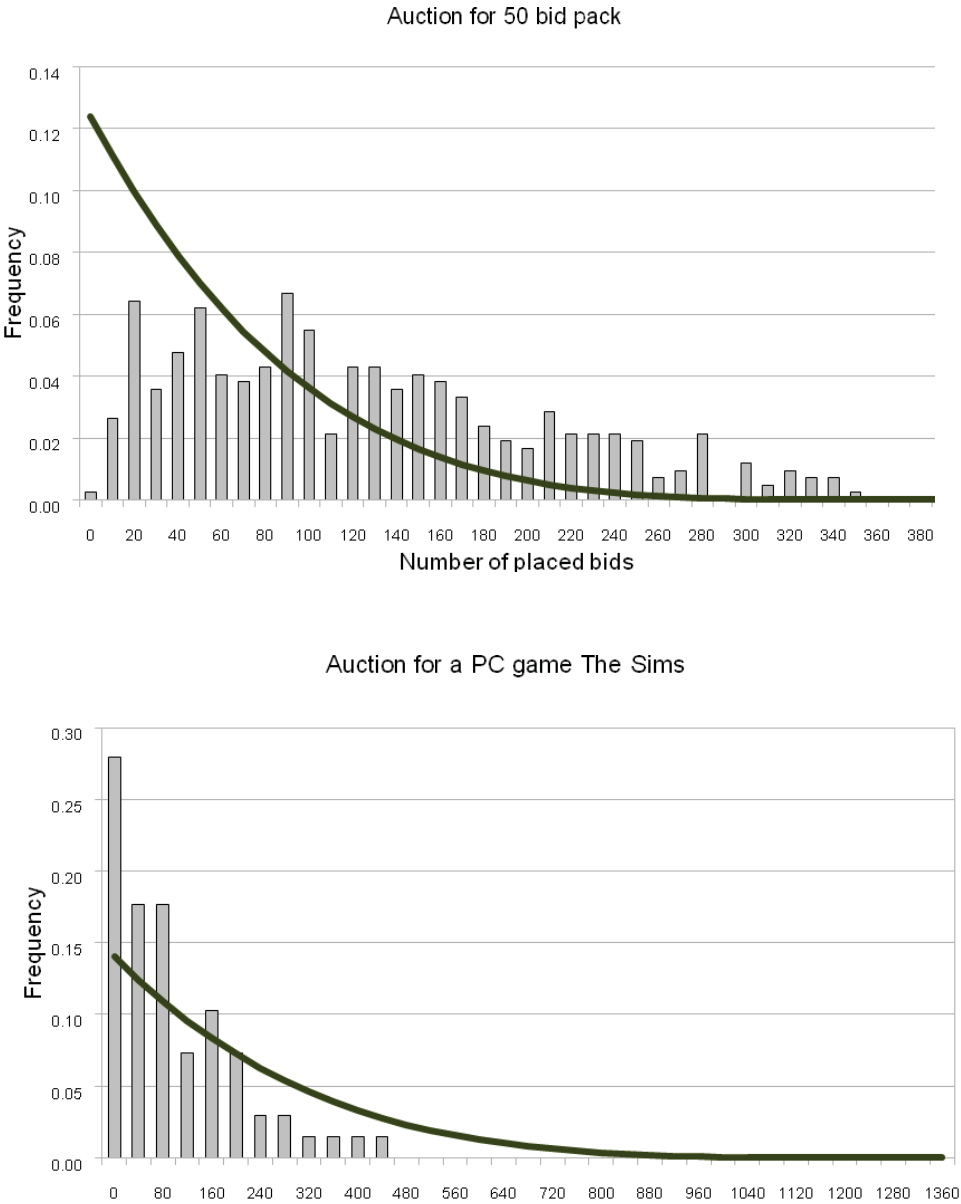 Auction for 50 bid pack
0.14
0.12
0.10
0.08
0.06
0.04
0.02
0.00
Frequency
0 20 40 60 80 100 120 140 160 180 200 220 240 260 280 300 320 340 360 380
Number of placed bids
Auction for a PC game The Sims
0.30
0.25
0.20
0.15
0.10
0.05
0.00
Frequency
0 80 160 240 320 400 480 560 640 720 800 880 960 1040 1120 1200 1280 1360